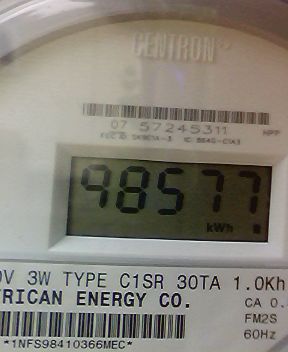 CENTRON
07 57245311
98577
kWh
0V 3W TYPE C1SR 30TA 1.0Kh
TRICAN ENERGY CO. CA 0.
FM2S
*1NFS98410366MEC* 60Hz